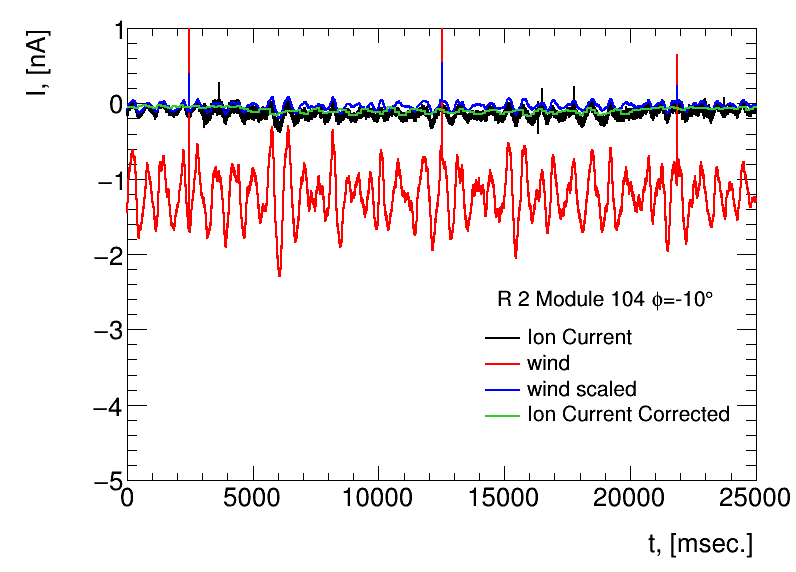 I, [nA]
1
0
−1
−2
−3
−4
−5
R 2 Module 104 ϕ=-10°
Ion Current
wind
wind scaled
Ion Current Corrected
0 5000 10000 15000 20000 25000
t, [msec.]